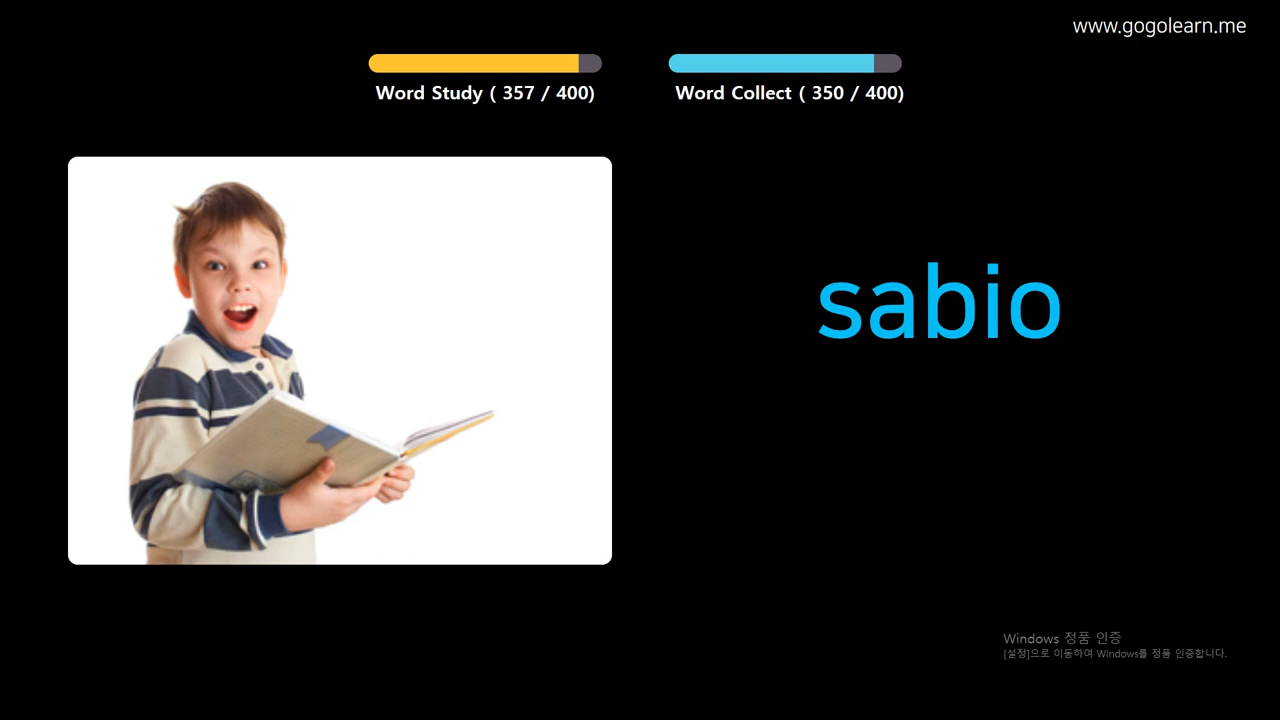 www.gogolearn.me
Word Study ( 357 / 400)
Word Collect ( 350 / 400)
sabio
Windows 정품 인증
[설정]으로 이동하여 Windows를 정품 인증합니다.